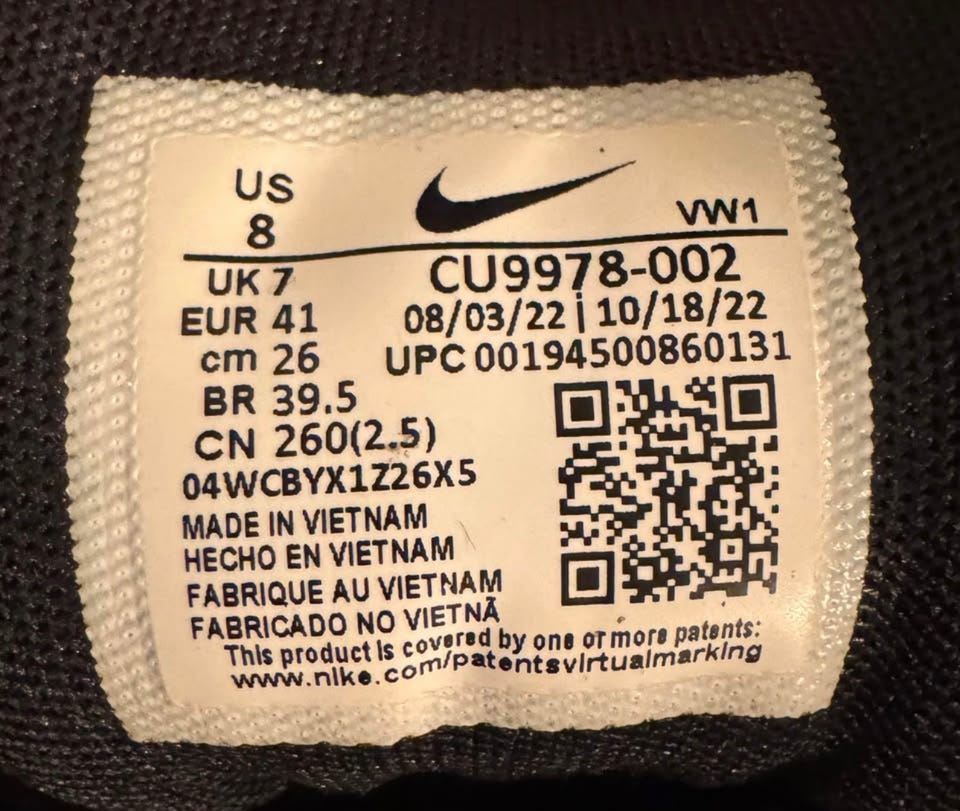 US
8
VW1
UK 7
CU9978-002
EUR 41
08/03/22 | 10/18/22
cm 26
UPC 00194500860131
BR 39.5
CN 260(2.5)
04WCBYX1Z26X5
MADE IN VIETNAM
HECHO EN VIETNAM
FABRIQUE AU VIETNAM
FABRICADO NO VIETNÃ
This product is covered by one or more patents:
www.nike.com/patentsvirtualmarking